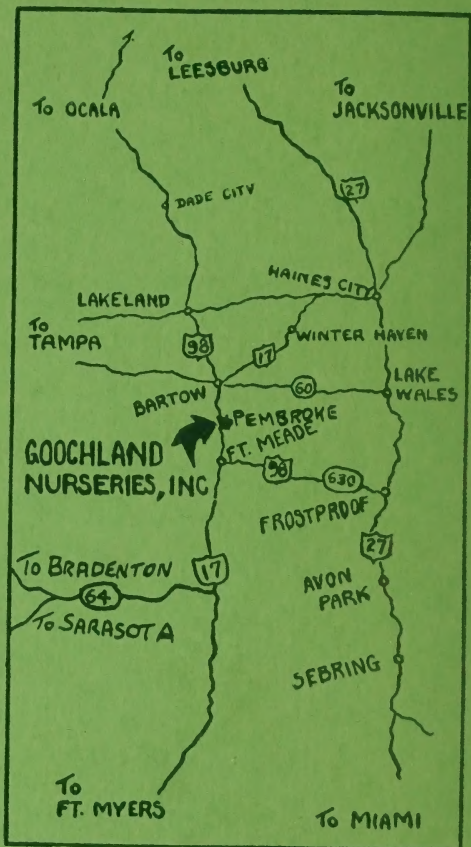 To
LEESBURG
To OCALA
To
JACKSONVILLE
27
DADE CITY
HAINES CITY
LAKELAND
To
TAMPA
98
17
WINTER HAVEN
BARTOW
60
LAKE
WALES
PEMBROKE
GOOCHLAND
NURSERIES, INC
FT. MEADE
98
630
FROSTPROOF
To BRADENTON
17
27
64
AVON
PARK
To SARASOTA
SEBRING
To
FT. MYERS
To MIAMI